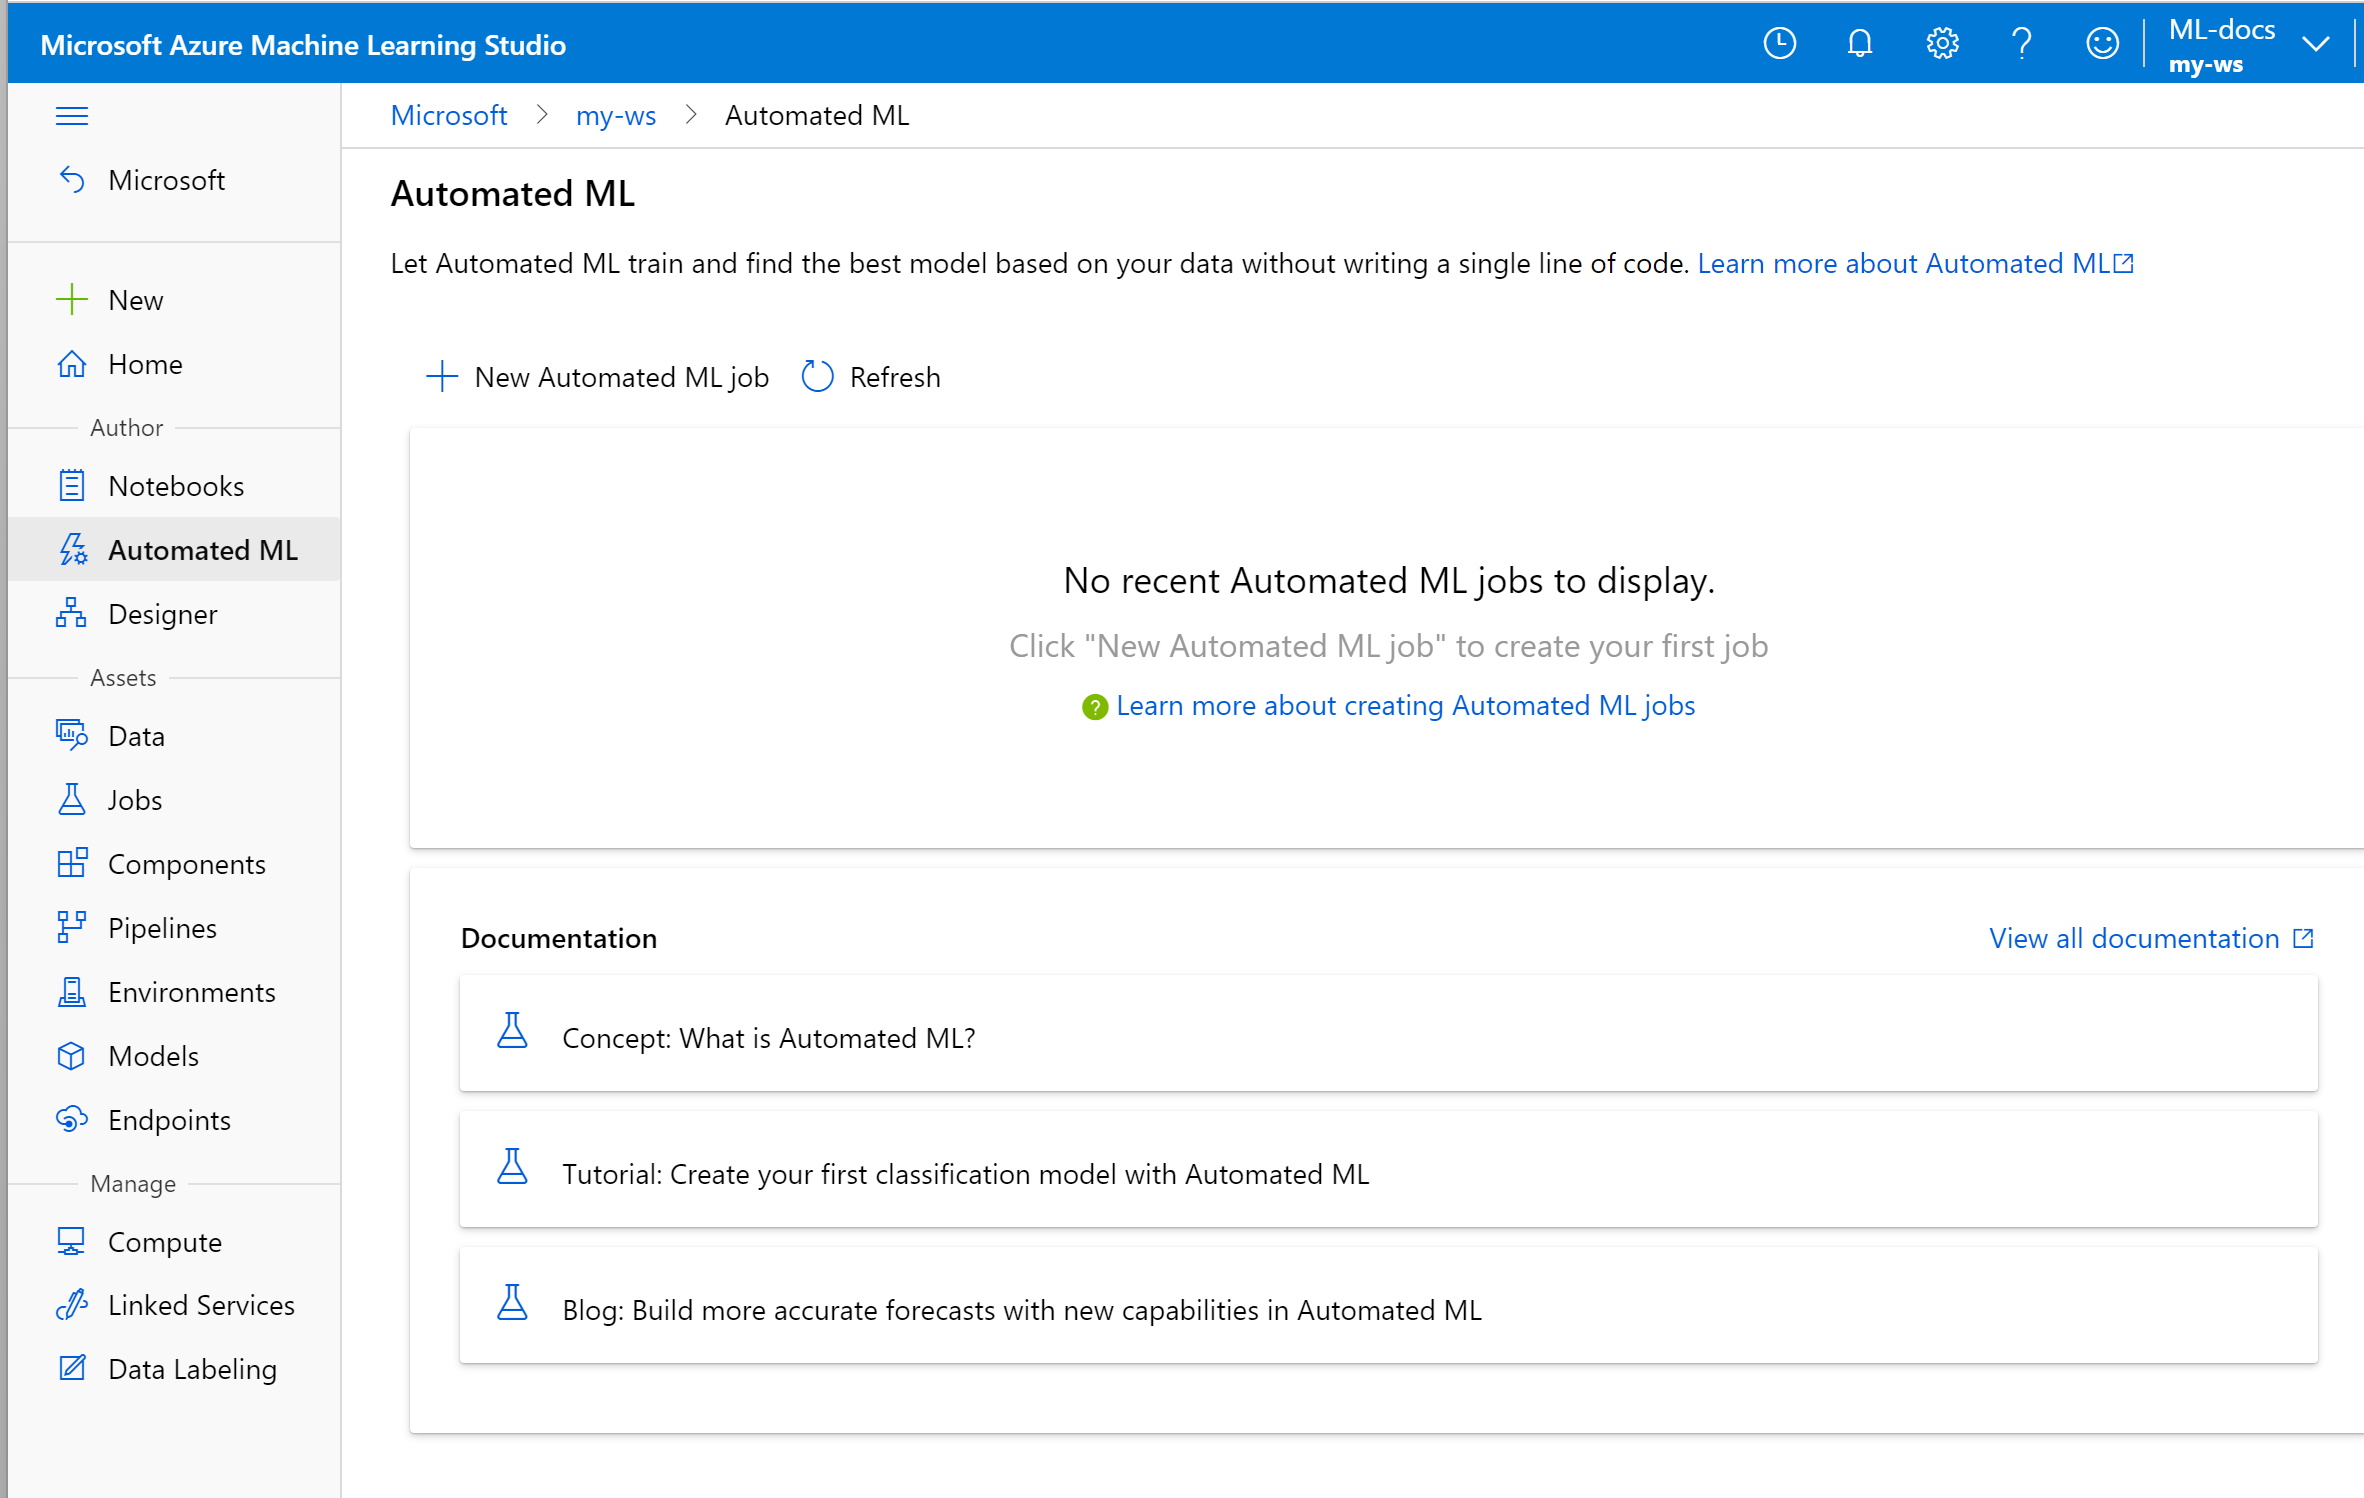 Microsoft Azure Machine Learning Studio
ML-docs
my-ws
Microsoft
New
Home
Author
Notebooks
Automated ML
Designer
Assets
Data
Jobs
Components
Pipelines
Environments
Models
Endpoints
Manage
Compute
Linked Services
Data Labeling
Microsoft > my-ws > Automated ML
Automated ML
Let Automated ML train and find the best model based on your data without writing a single line of code. Learn more about Automated ML
New Automated ML job Refresh
No recent Automated ML jobs to display.
Click "New Automated ML job" to create your first job
? Learn more about creating Automated ML jobs
Documentation
View all documentation
Concept: What is Automated ML?
Tutorial: Create your first classification model with Automated ML
Blog: Build more accurate forecasts with new capabilities in Automated ML